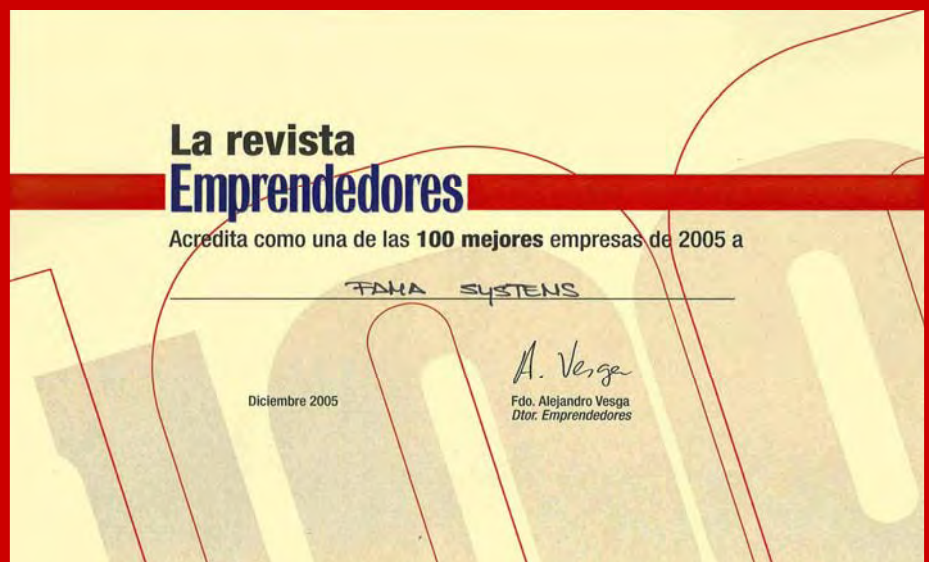 La revista
Emprendedores
Acredita como una de las 100 mejores empresas de 2005 a
FAMA SYSTEMS
A. Vesga
Diciembre 2005
Fdo. Alejandro Vesga
Dtor. Emprendedores